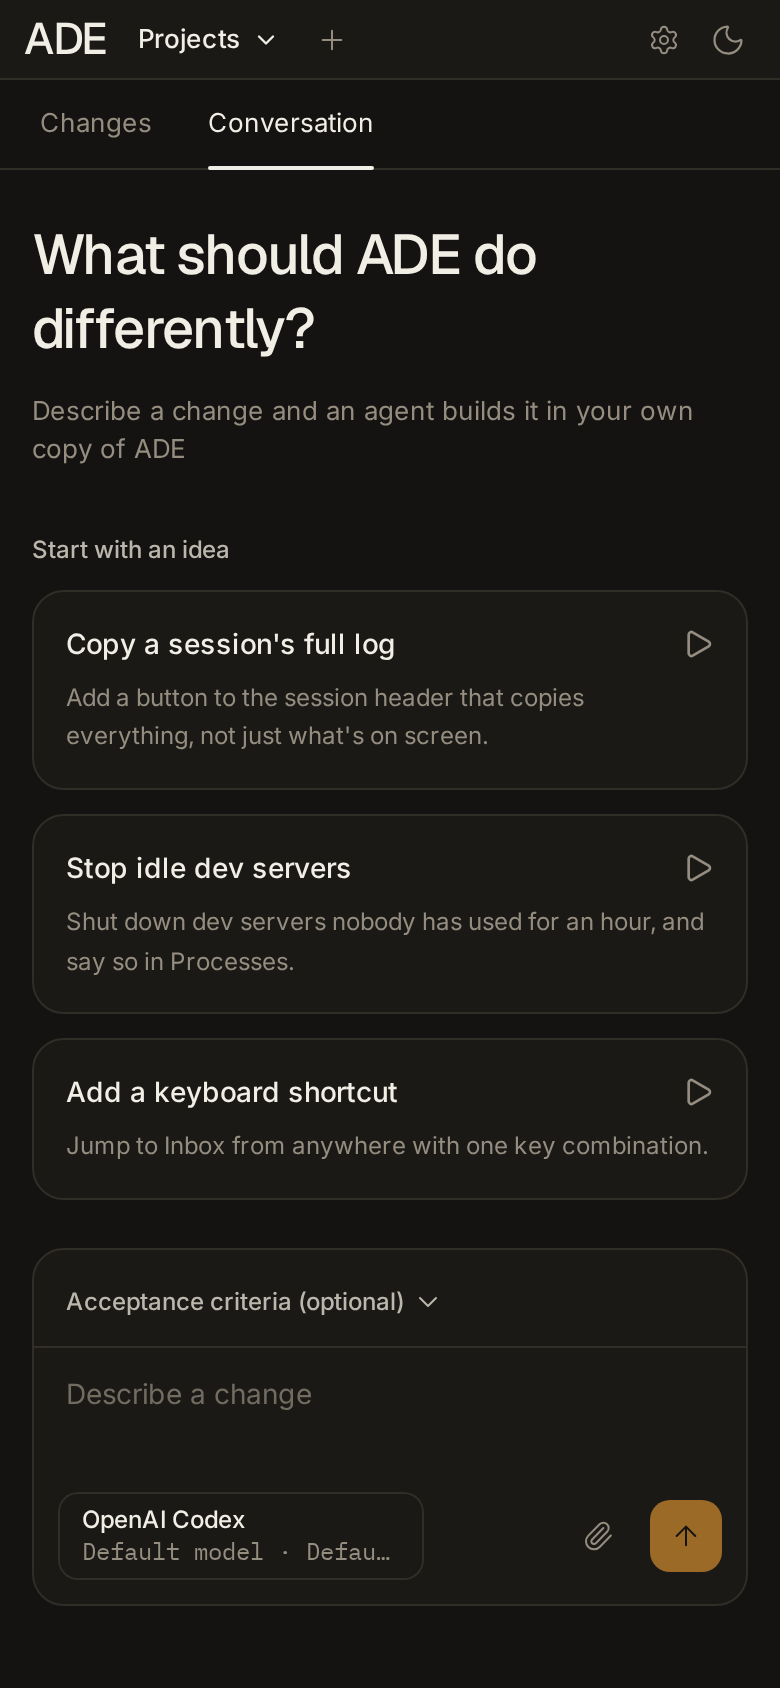 ADE Projects
Changes Conversation
What should ADE do
differently?
Describe a change and an agent builds it in your own
copy of ADE
Start with an idea
Copy a session's full log
Add a button to the session header that copies
everything, not just what's on screen.
Stop idle dev servers
Shut down dev servers nobody has used for an hour, and
say so in Processes.
Add a keyboard shortcut
Jump to Inbox from anywhere with one key combination.
Acceptance criteria (optional)
Describe a change
OpenAI Codex
Default model · Defau…